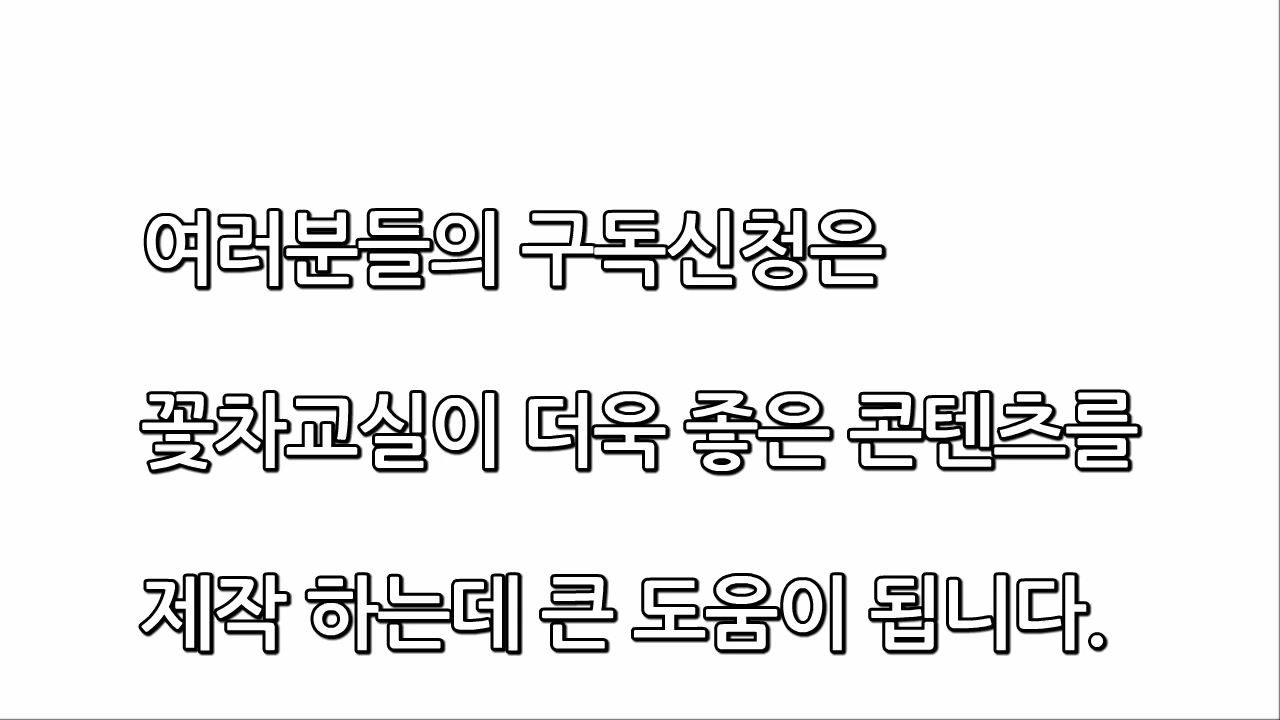 여러분들의 구독신청은
꽃차교실이 더욱 좋은 콘텐츠를
제작 하는데 큰 도움이 됩니다.